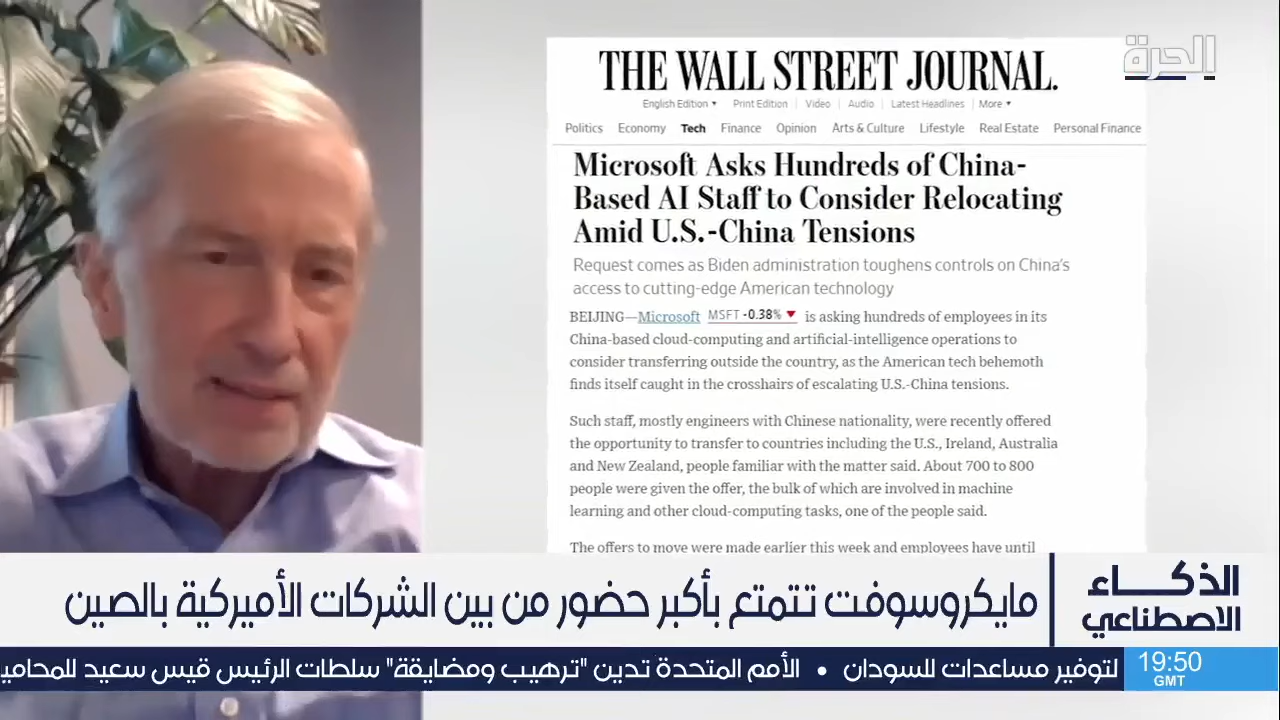 الحرة
THE WALL STREET JOURNAL.
English Edition ▾ | Print Edition | Video | Audio | Latest Headlines | More ▾
Politics Economy Tech Finance Opinion Arts & Culture Lifestyle Real Estate Personal Finance
Microsoft Asks Hundreds of China-
Based AI Staff to Consider Relocating
Amid U.S.-China Tensions
Request comes as Biden administration toughens controls on China's
access to cutting-edge American technology
BEIJING—Microsoft MSFT -0.38% ▼ is asking hundreds of employees in its
China-based cloud-computing and artificial-intelligence operations to
consider transferring outside the country, as the American tech behemoth
finds itself caught in the crosshairs of escalating U.S.-China tensions.
Such staff, mostly engineers with Chinese nationality, were recently offered
the opportunity to transfer to countries including the U.S., Ireland, Australia
and New Zealand, people familiar with the matter said. About 700 to 800
people were given the offer, the bulk of which are involved in machine
learning and other cloud-computing tasks, one of the people said.
The offers to move were made earlier this week and employees have until
الذكاء
الاصطناعي
مايكروسوفت تتمتع بأكبر حضور من بين الشركات الأميركية بالصين
19:50
GMT
لتوفير مساعدات للسودان • الأمم المتحدة تدين "ترهيب ومضايقة" سلطات الرئيس قيس سعيد للمحامي